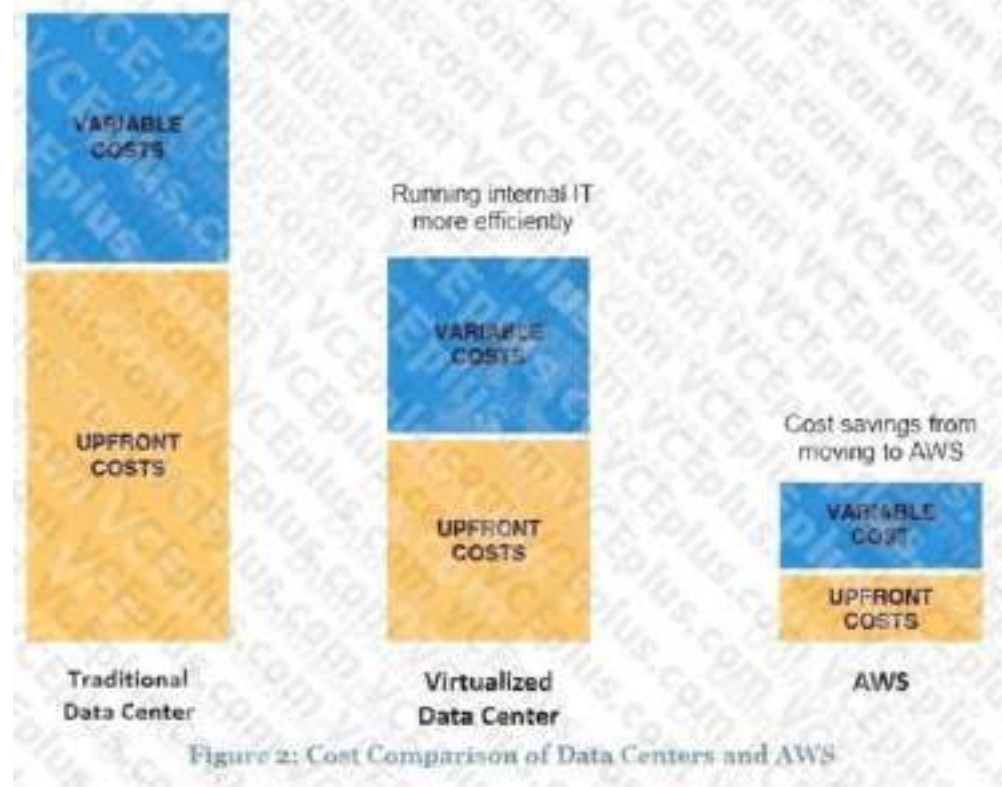 VARIABLE
COSTS
UPFRONT
COSTS
Traditional
Data Center
Running internal IT
more efficiently
VARIABLE
COSTS
UPFRONT
COSTS
Virtualized
Data Center
Cost savings from
moving to AWS
VARIABLE
COST
UPFRONT
COSTS
AWS
Figure 2: Cost Comparison of Data Centers and AWS
VCEplus.com